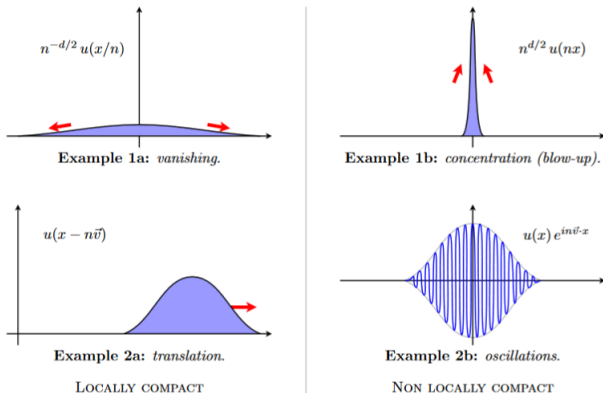 n^{-d/2} u(x/n)
Example 1a: vanishing.
n^{d/2} u(nx)
Example 1b: concentration (blow-up).
u(x − n\vec{v})
Example 2a: translation.
u(x) e^{in\vec{v}·x}
Example 2b: oscillations.
LOCALLY COMPACT
NON LOCALLY COMPACT